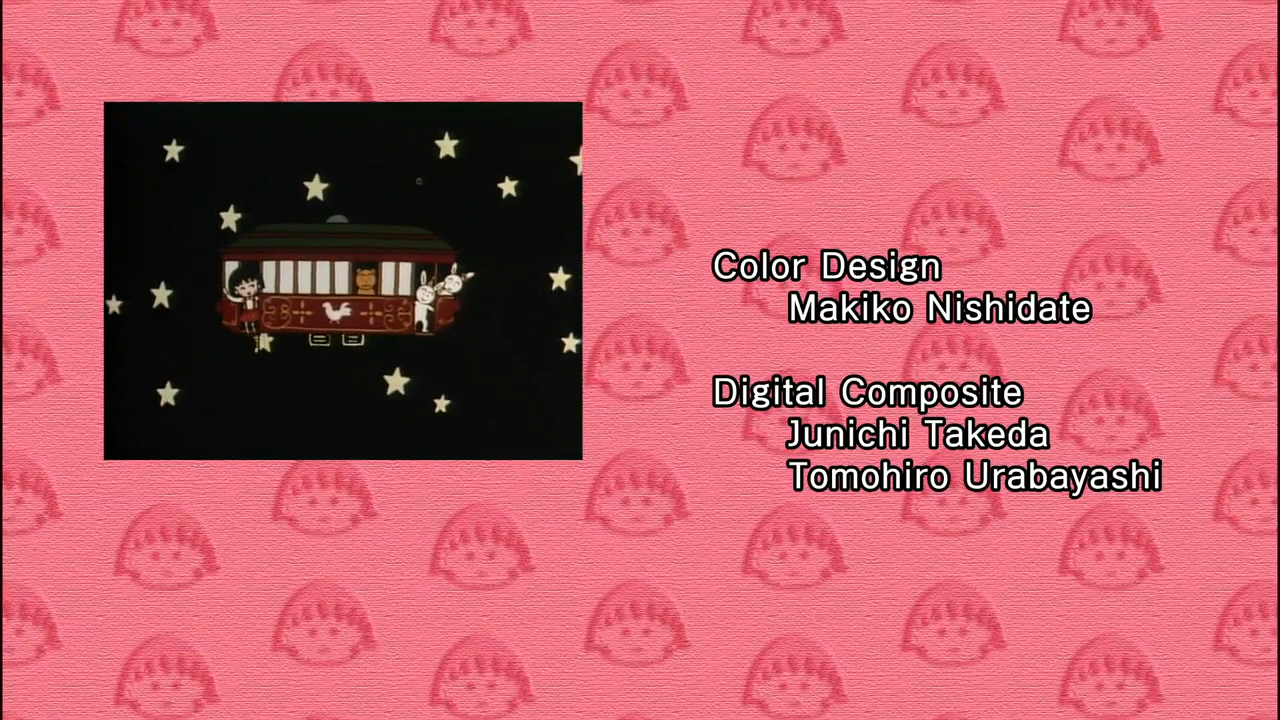 Color Design
Makiko Nishidate
Digital Composite
Junichi Takeda
Tomohiro Urabayashi